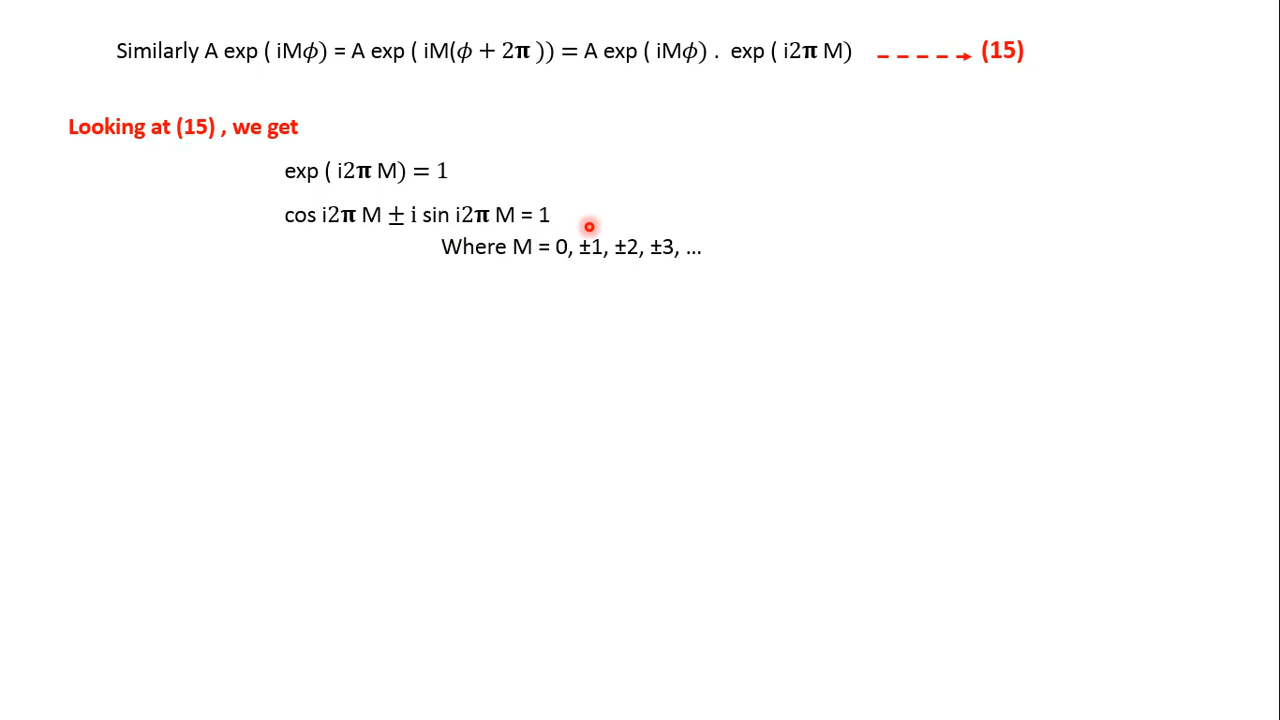 Similarly A exp ( iMϕ) = A exp ( iM(ϕ + 2π )) = A exp ( iMϕ) . exp ( i2π M) (15)
Looking at (15) , we get
exp ( i2π M) = 1
cos i2π M ± i sin i2π M = 1
Where M = 0, ±1, ±2, ±3, ...